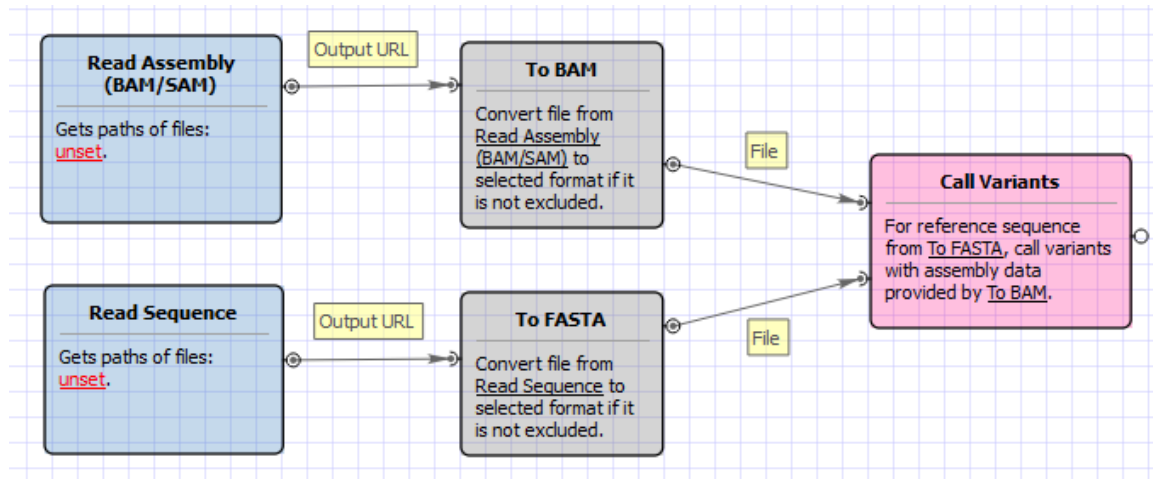 Read Assembly
(BAM/SAM)
Gets paths of files:
unset.
Output URL
To BAM
Convert file from
Read Assembly
(BAM/SAM) to
selected format if it
is not excluded.
File
Call Variants
For reference sequence
from To FASTA, call variants
with assembly data
provided by To BAM.
Read Sequence
Gets paths of files:
unset.
Output URL
To FASTA
Convert file from
Read Sequence to
selected format if it
is not excluded.
File